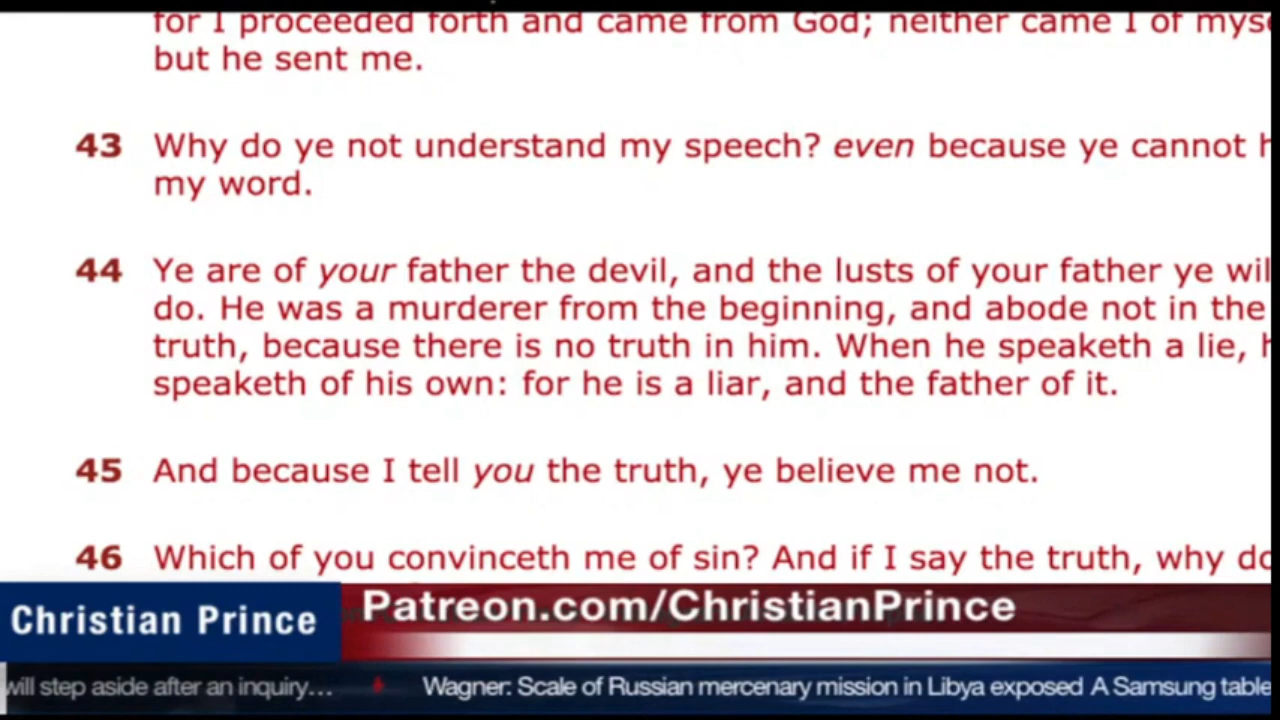 for I proceeded forth and came from God; neither came I of
but he sent me.
43 Why do ye not understand my speech? even because ye cannot
my word.
44 Ye are of your father the devil, and the lusts of your father ye
do. He was a murderer from the beginning, and abode not in the
truth, because there is no truth in him. When he speaketh a lie,
speaketh of his own: for he is a liar, and the father of it.
45 And because I tell you the truth, ye believe me not.
46 Which of you convinceth me of sin? And if I say the truth, why
Christian Prince
Patreon.com/ChristianPrince
will step aside after an inquiry... Wagner: Scale of Russian mercenary mission in Libya exposed A Samsung